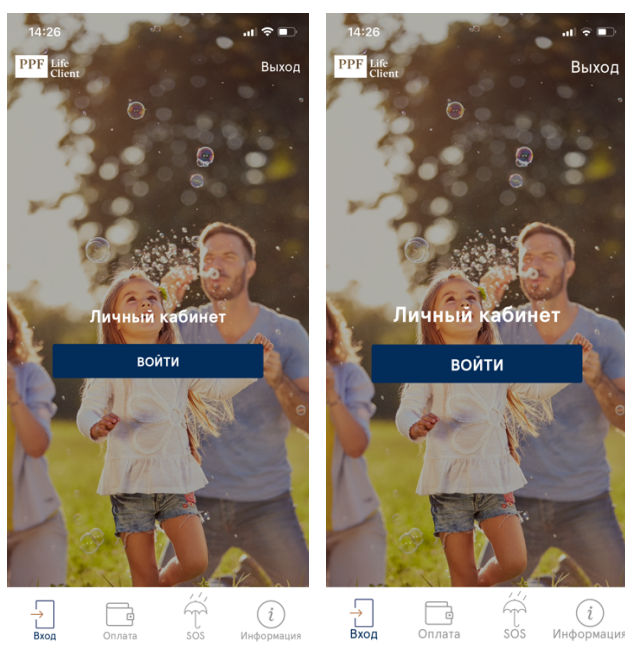 14:26
PPF Life
Client
Выход
Личный кабинет
ВОЙТИ
Вход
Оплата
SOS
Информация
14:26
PPF Life
Client
Выход
Личный кабинет
ВОЙТИ
Вход
Оплата
SOS
Информация